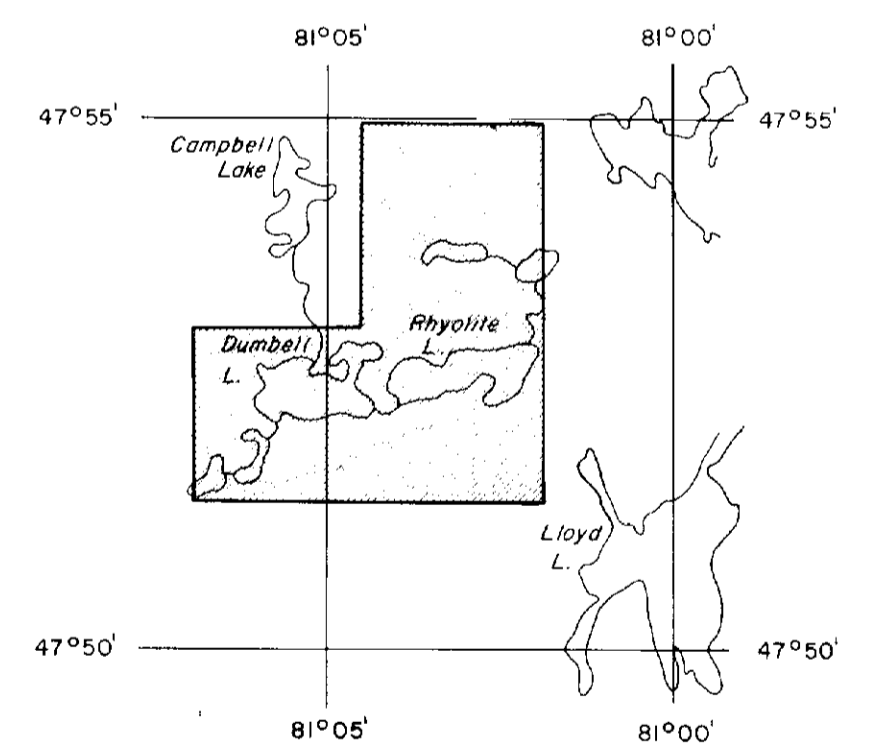 81°05' 81°00'
47°55' 47°55'
Campbell
Lake
Rhyolite
L.
Dumbell
L.
Lloyd
L.
47°50' 47°50'
81°05' 81°00'